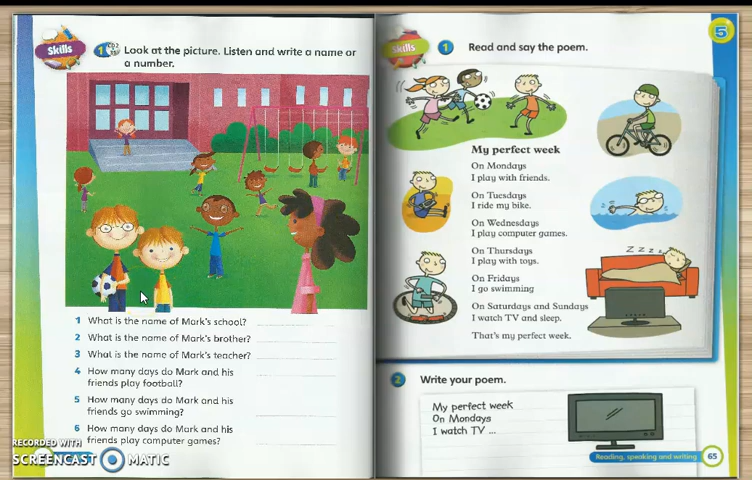 Skills
1
Look at the picture. Listen and write a name or
a number.
1 What is the name of Mark's school?
2 What is the name of Mark's brother?
3 What is the name of Mark's teacher?
4 How many days do Mark and his
friends play football?
5 How many days do Mark and his
friends go swimming?
6 How many days do Mark and his
friends play computer games?
RECORDED WITH
SCREENCAST MATIC
5
Skills
1 Read and say the poem.
My perfect week
On Mondays
I play with friends.
On Tuesdays
I ride my bike.
On Wednesdays
I play computer games.
On Thursdays
I play with toys.
On Fridays
I go swimming
On Saturdays and Sundays
I watch TV and sleep.
That's my perfect week.
Z Z Z Z
2 Write your poem.
My perfect week
On Mondays
I watch TV ...
Reading, speaking and writing 65